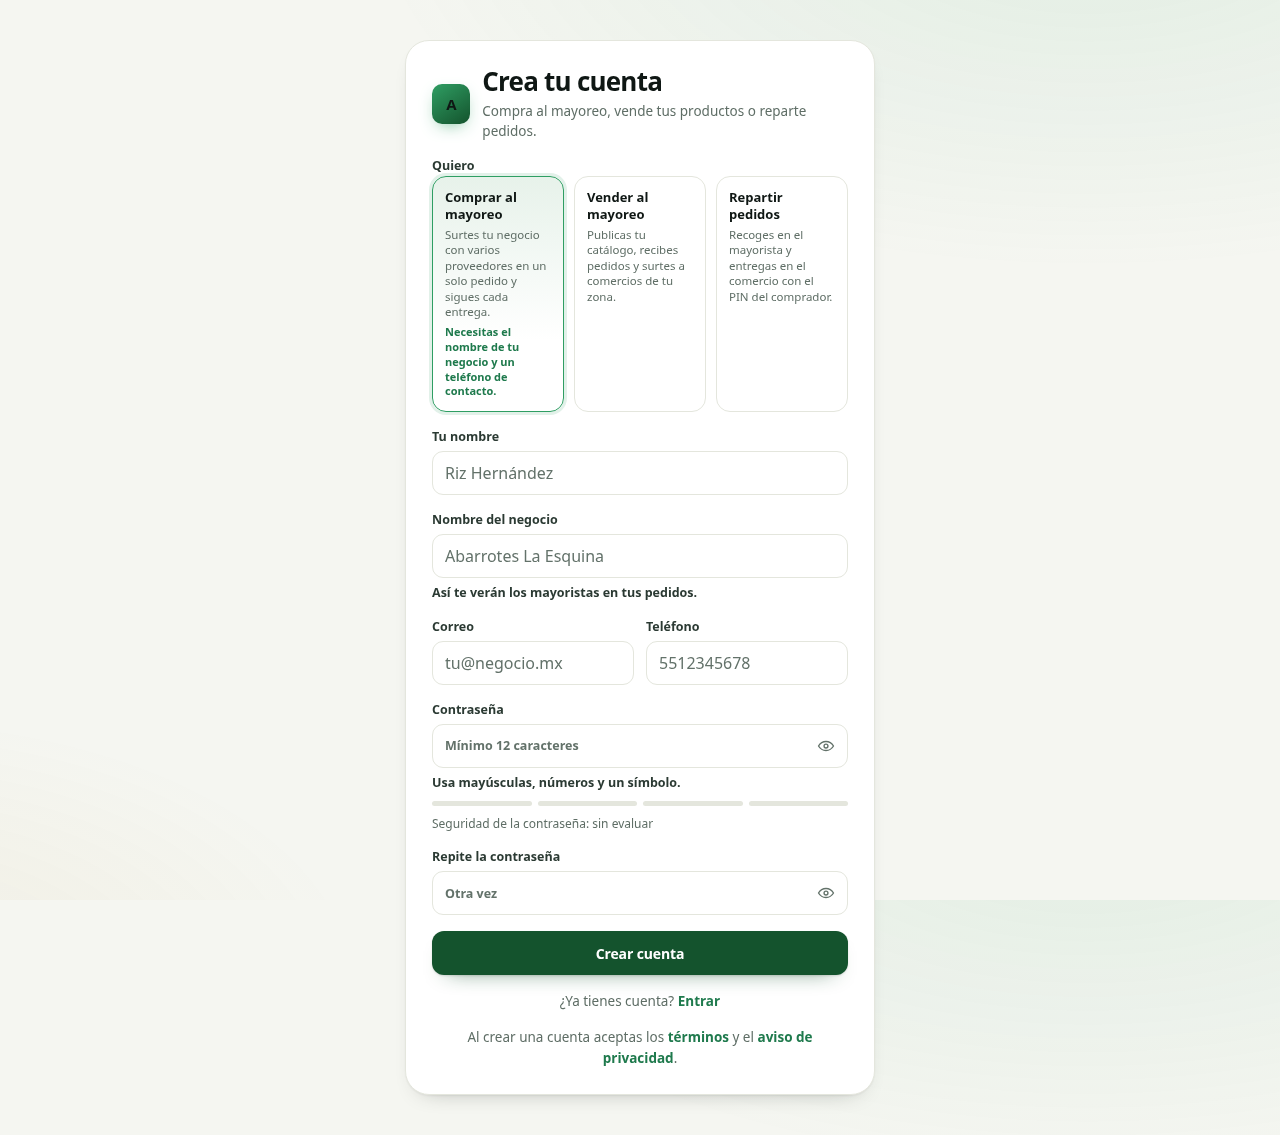 A
Crea tu cuenta
Compra al mayoreo, vende tus productos o reparte
pedidos.
Quiero
Comprar al
mayoreo
Surtes tu negocio
con varios
proveedores en un
solo pedido y
sigues cada
entrega.
Necesitas el
nombre de tu
negocio y un
teléfono de
contacto.
Vender al
mayoreo
Publicas tu
catálogo, recibes
pedidos y surtes a
comercios de tu
zona.
Repartir
pedidos
Recoges en el
mayorista y
entregas en el
comercio con el
PIN del comprador.
Tu nombre
Riz Hernández
Nombre del negocio
Abarrotes La Esquina
Así te verán los mayoristas en tus pedidos.
Correo
tu@negocio.mx
Teléfono
5512345678
Contraseña
Mínimo 12 caracteres
Usa mayúsculas, números y un símbolo.
Seguridad de la contraseña: sin evaluar
Repite la contraseña
Otra vez
Crear cuenta
¿Ya tienes cuenta? Entrar
Al crear una cuenta aceptas los términos y el aviso de
privacidad.